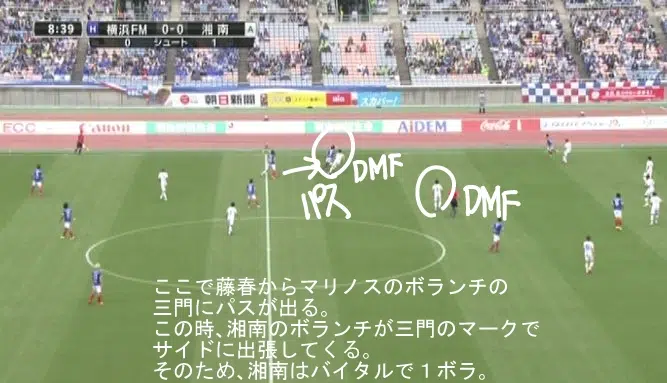 8:39 H 横浜FM 0-0 湘南 A
0 シュート 1
朝日新聞
スカパー!
Canon
AiDEM
Coca-Cola
DMF
パス
DMF
ここで藤春からマリノスのボランチの
三門にパスが出る。
この時、湘南のボランチが三門のマークで
サイドに出張してくる。
そのため、湘南はバイタルで1ボラ。